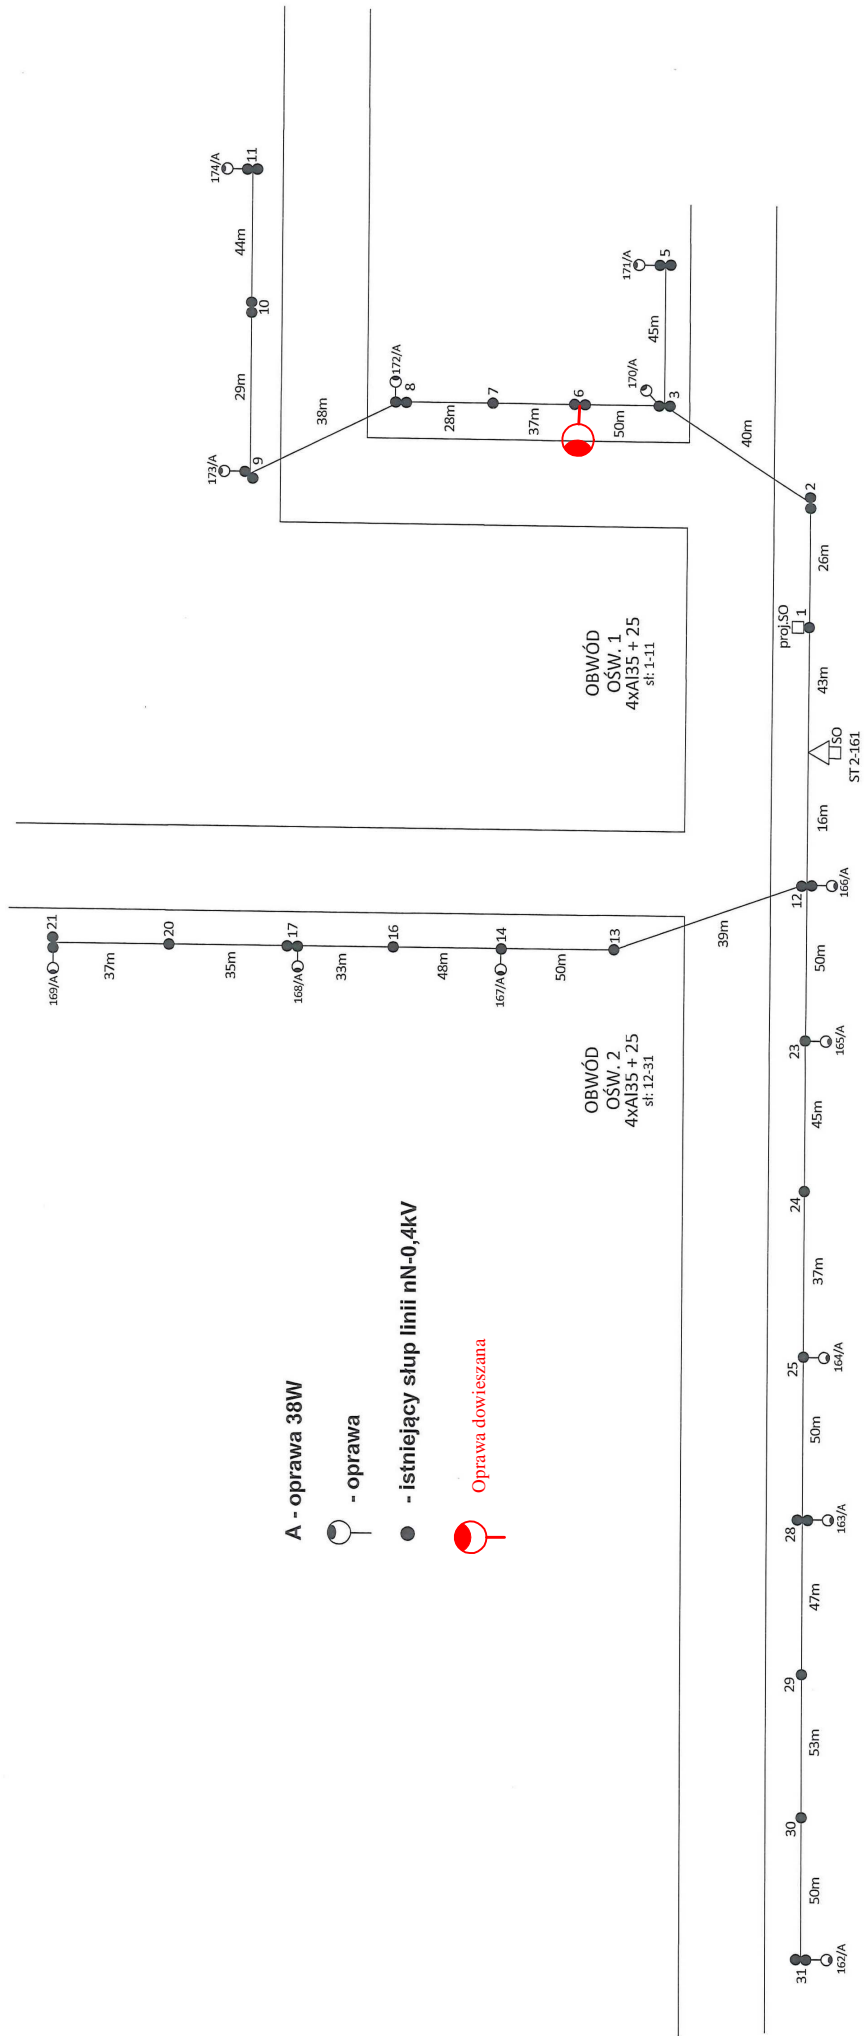 174/A
11
44m
10
29m
173/A
9
38m
172/A
8
28m
7
37m
6
50m
171/A
5
45m
170/A
3
40m
2
26m
proj.SO
1
43m
SO
ST 2-161
16m
OBWÓD
OŚW. 1
4xAl35 + 25
sł: 1-11
12
166/A
39m
13
50m
14
167/A
48m
16
33m
17
168/A
35m
20
37m
21
169/A
OBWÓD
OŚW. 2
4xAl35 + 25
sł: 12-31
50m
23
165/A
45m
24
37m
25
164/A
50m
28
163/A
47m
29
53m
30
50m
31
162/A
A - oprawa 38W
- oprawa
- istniejący słup linii nN-0,4kV
Oprawa dowieszana